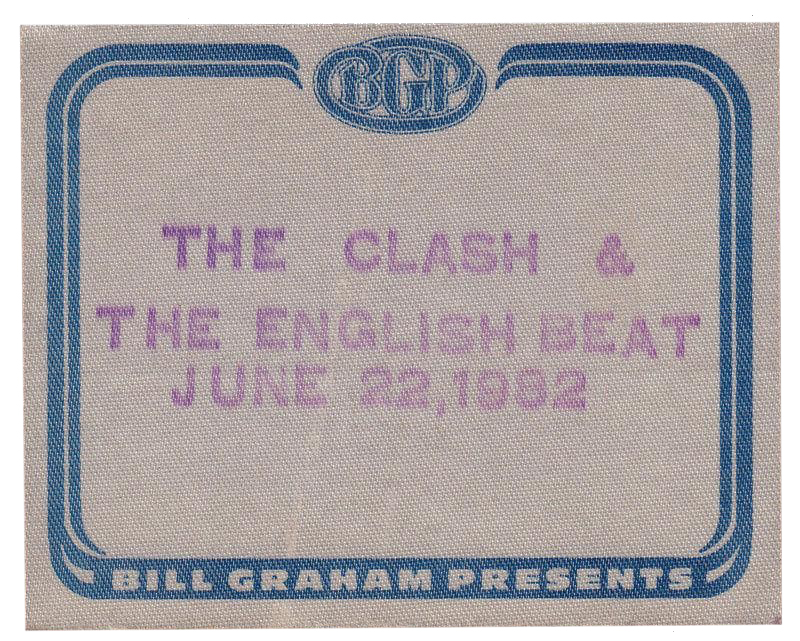 BGP
THE CLASH &
THE ENGLISH BEAT
JUNE 22,1982
BILL GRAHAM PRESENTS